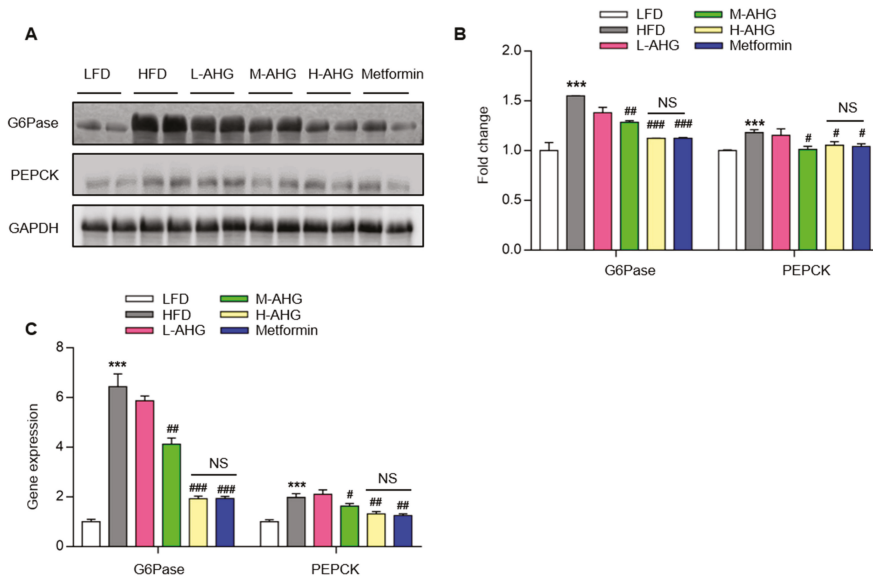 A
LFD HFD L-AHG M-AHG H-AHG Metformin
G6Pase
PEPCK
GAPDH
B
LFD M-AHG
HFD H-AHG
L-AHG Metformin
Fold change
2.0
1.5
1.0
0.5
0.0
***
##
NS
### ###
***
#
NS
# #
G6Pase PEPCK
C
LFD M-AHG
HFD H-AHG
L-AHG Metformin
Gene expression
8
6
4
2
0
***
##
NS
### ###
***
#
NS
## ##
G6Pase PEPCK